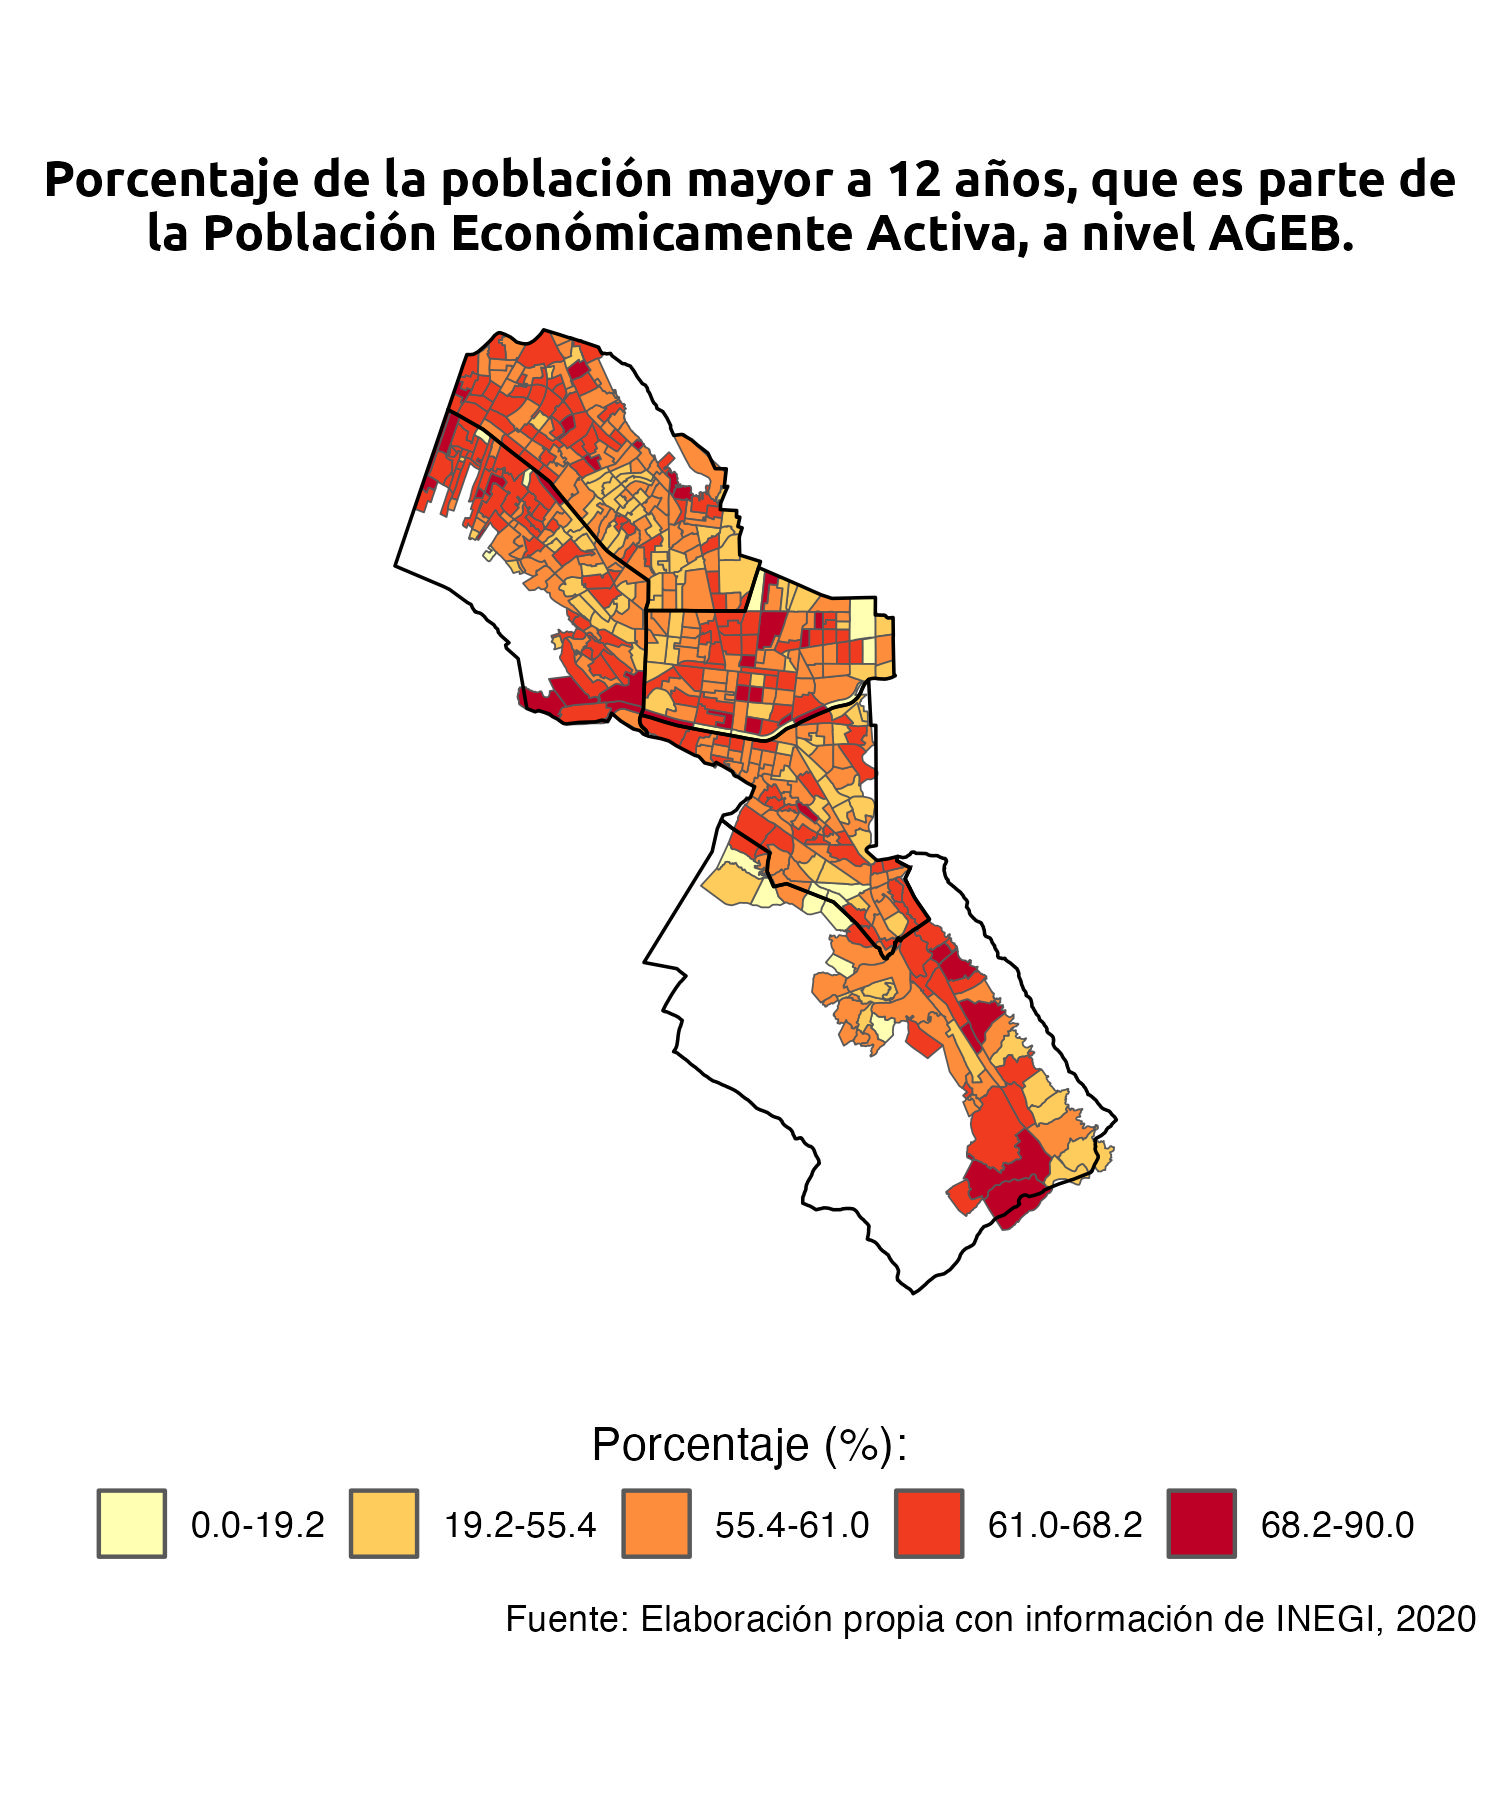 Porcentaje de la población mayor a 12 años, que es parte de
la Población Económicamente Activa, a nivel AGEB.
Porcentaje (%):
0.0-19.2 19.2-55.4 55.4-61.0 61.0-68.2 68.2-90.0
Fuente: Elaboración propia con información de INEGI, 2020